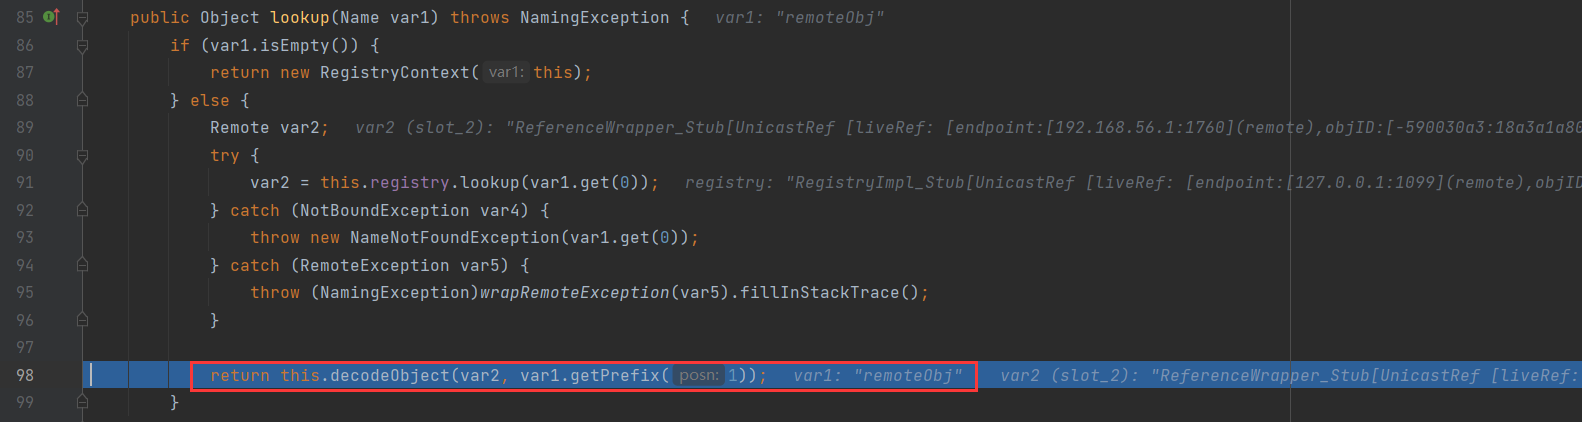 85 public Object lookup(Name var1) throws NamingException { var1: "remoteObj"
86 if (var1.isEmpty()) {
87 return new RegistryContext( var1: this);
88 } else {
89 Remote var2; var2 (slot_2): "ReferenceWrapper_Stub[UnicastRef [liveRef: [endpoint:[192.168.56.1:1760](remote),objID:[-590030a3:18a3a1a80
90 try {
91 var2 = this.registry.lookup(var1.get(0)); registry: "RegistryImpl_Stub[UnicastRef [liveRef: [endpoint:[127.0.0.1:1099](remote),objID
92 } catch (NotBoundException var4) {
93 throw new NameNotFoundException(var1.get(0));
94 } catch (RemoteException var5) {
95 throw (NamingException)wrapRemoteException(var5).fillInStackTrace();
96 }
97
98 return this.decodeObject(var2, var1.getPrefix( posn: 1)); var1: "remoteObj" var2 (slot_2): "ReferenceWrapper_Stub[UnicastRef [liveRef:
99 }